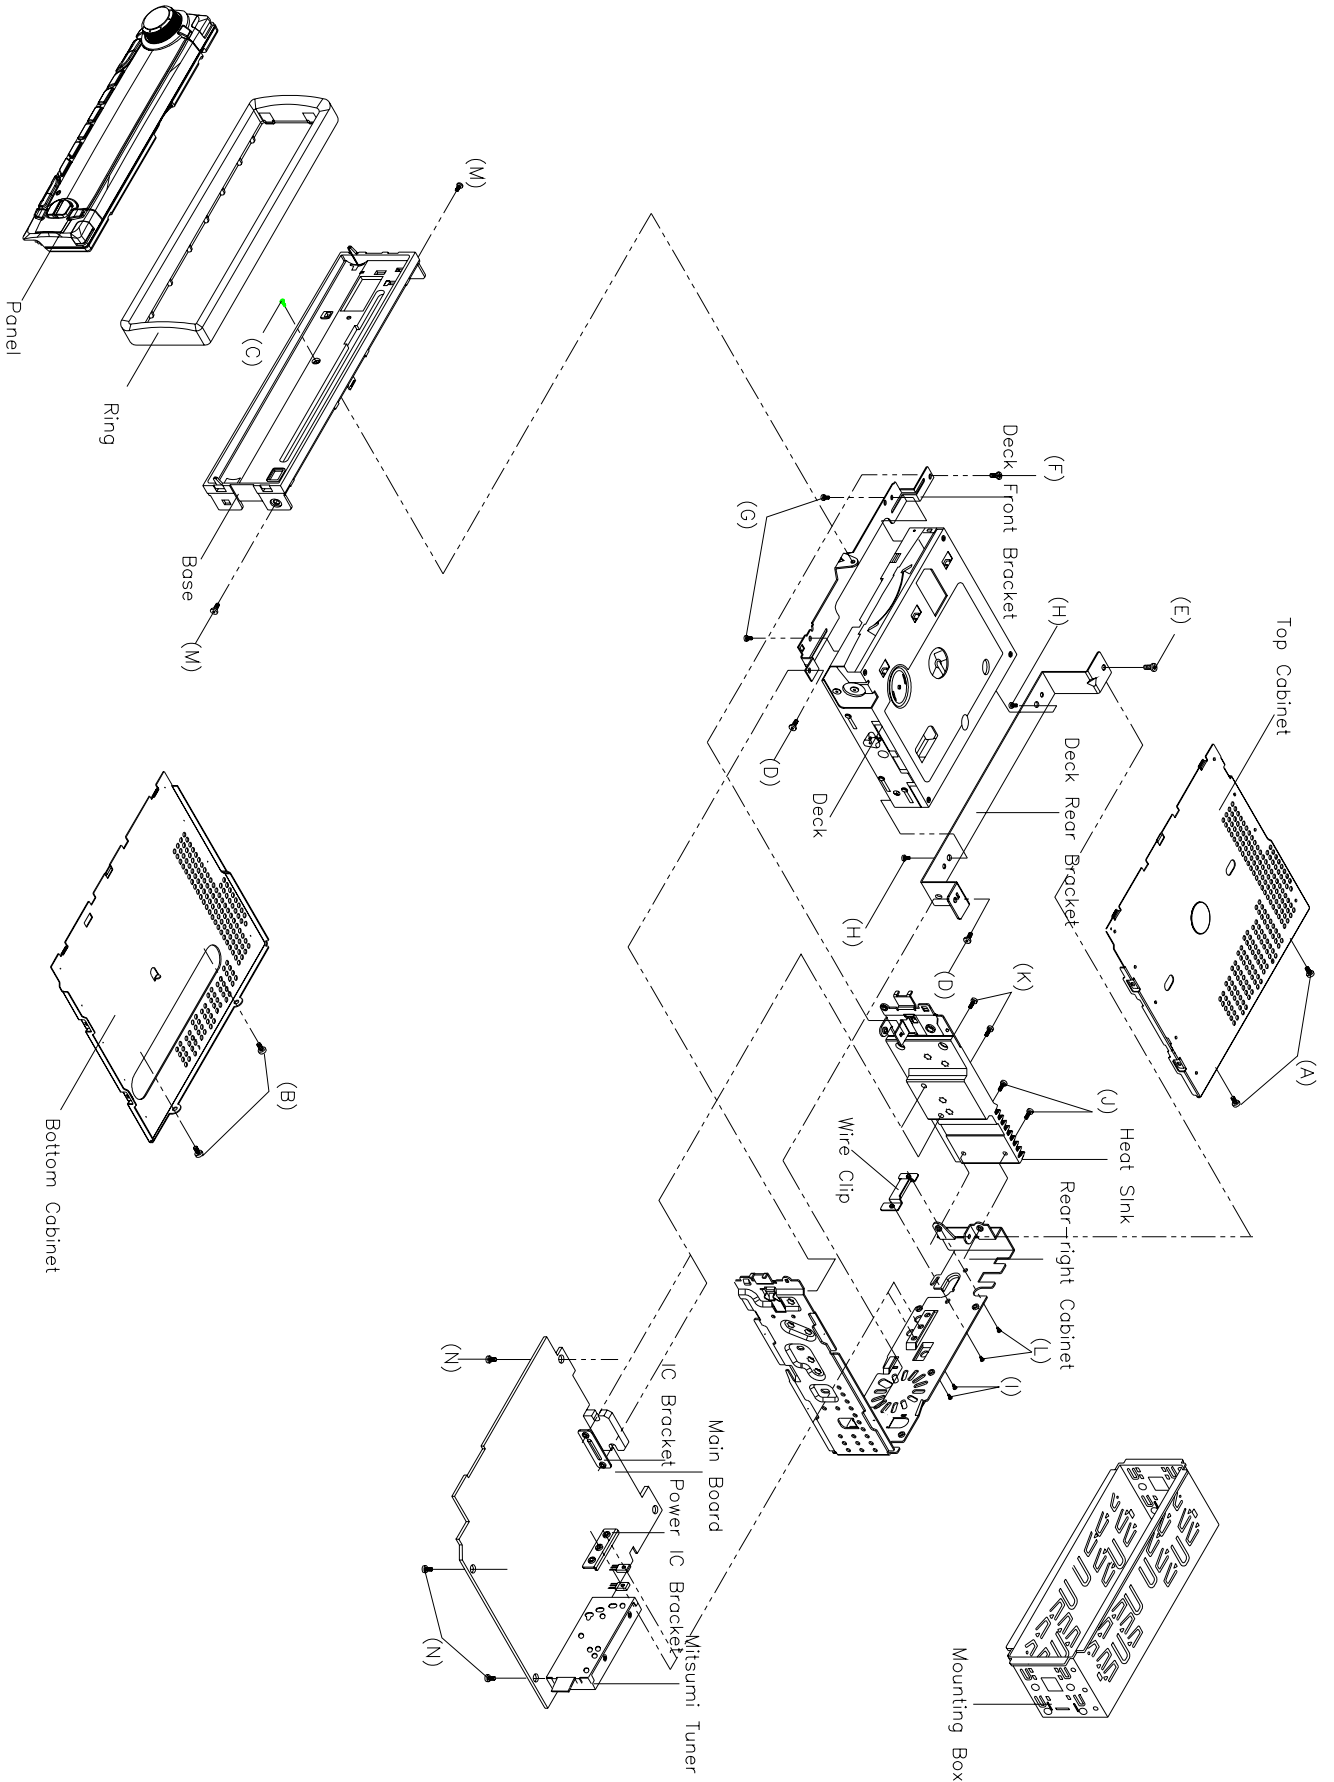 Mounting Box
Top Cabinet
(A)
(E)
(H)
Deck Rear Bracket
(F)
Deck Front Bracket
(G)
(D)
Deck
(H)
(D)
(K)
(J)
Heat SInk
Rear-right Cabinet
Wire Clip
(L)
(I)
(M)
(C)
Base
(M)
Ring
Panel
(B)
Bottom Cabinet
Main Board
IC Bracket
Power IC Bracket
Mitsumi Tuner
(N)
(N)